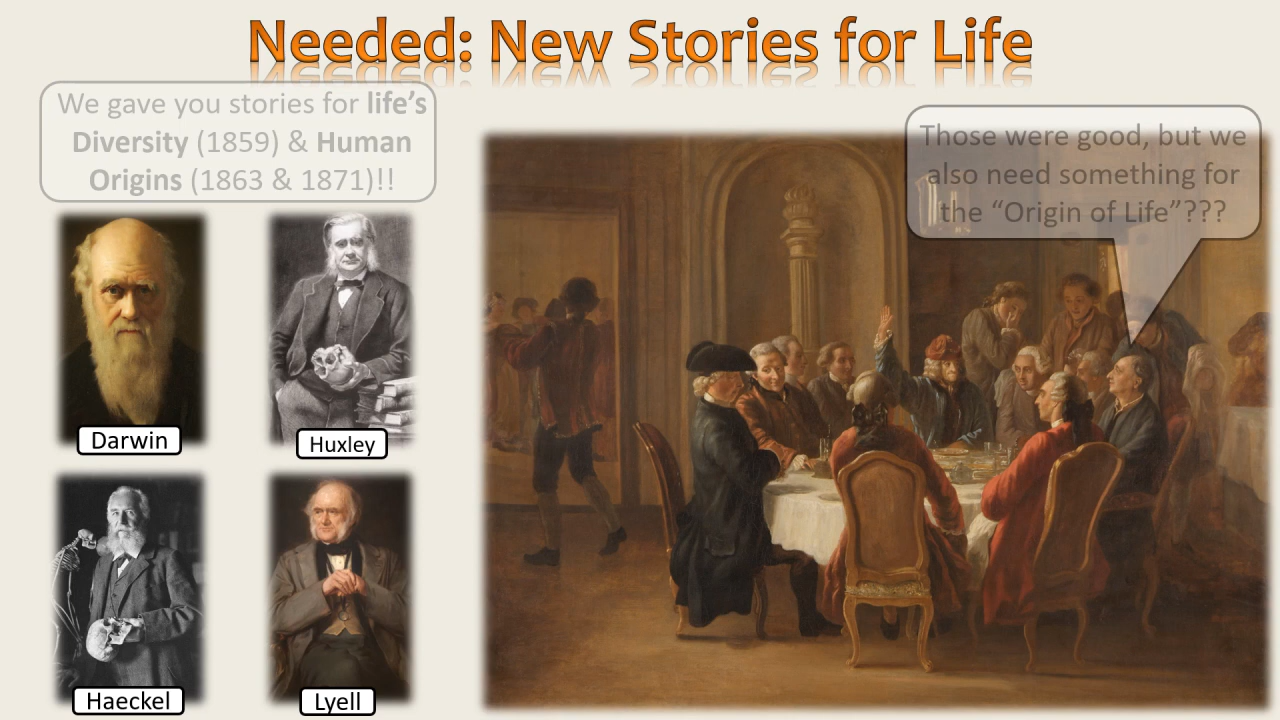 Needed: New Stories for Life
We gave you stories for life's
Diversity (1859) & Human
Origins (1863 & 1871)!!
Those were good, but we
also need something for
the “Origin of Life”???
Darwin
Huxley
Haeckel
Lyell